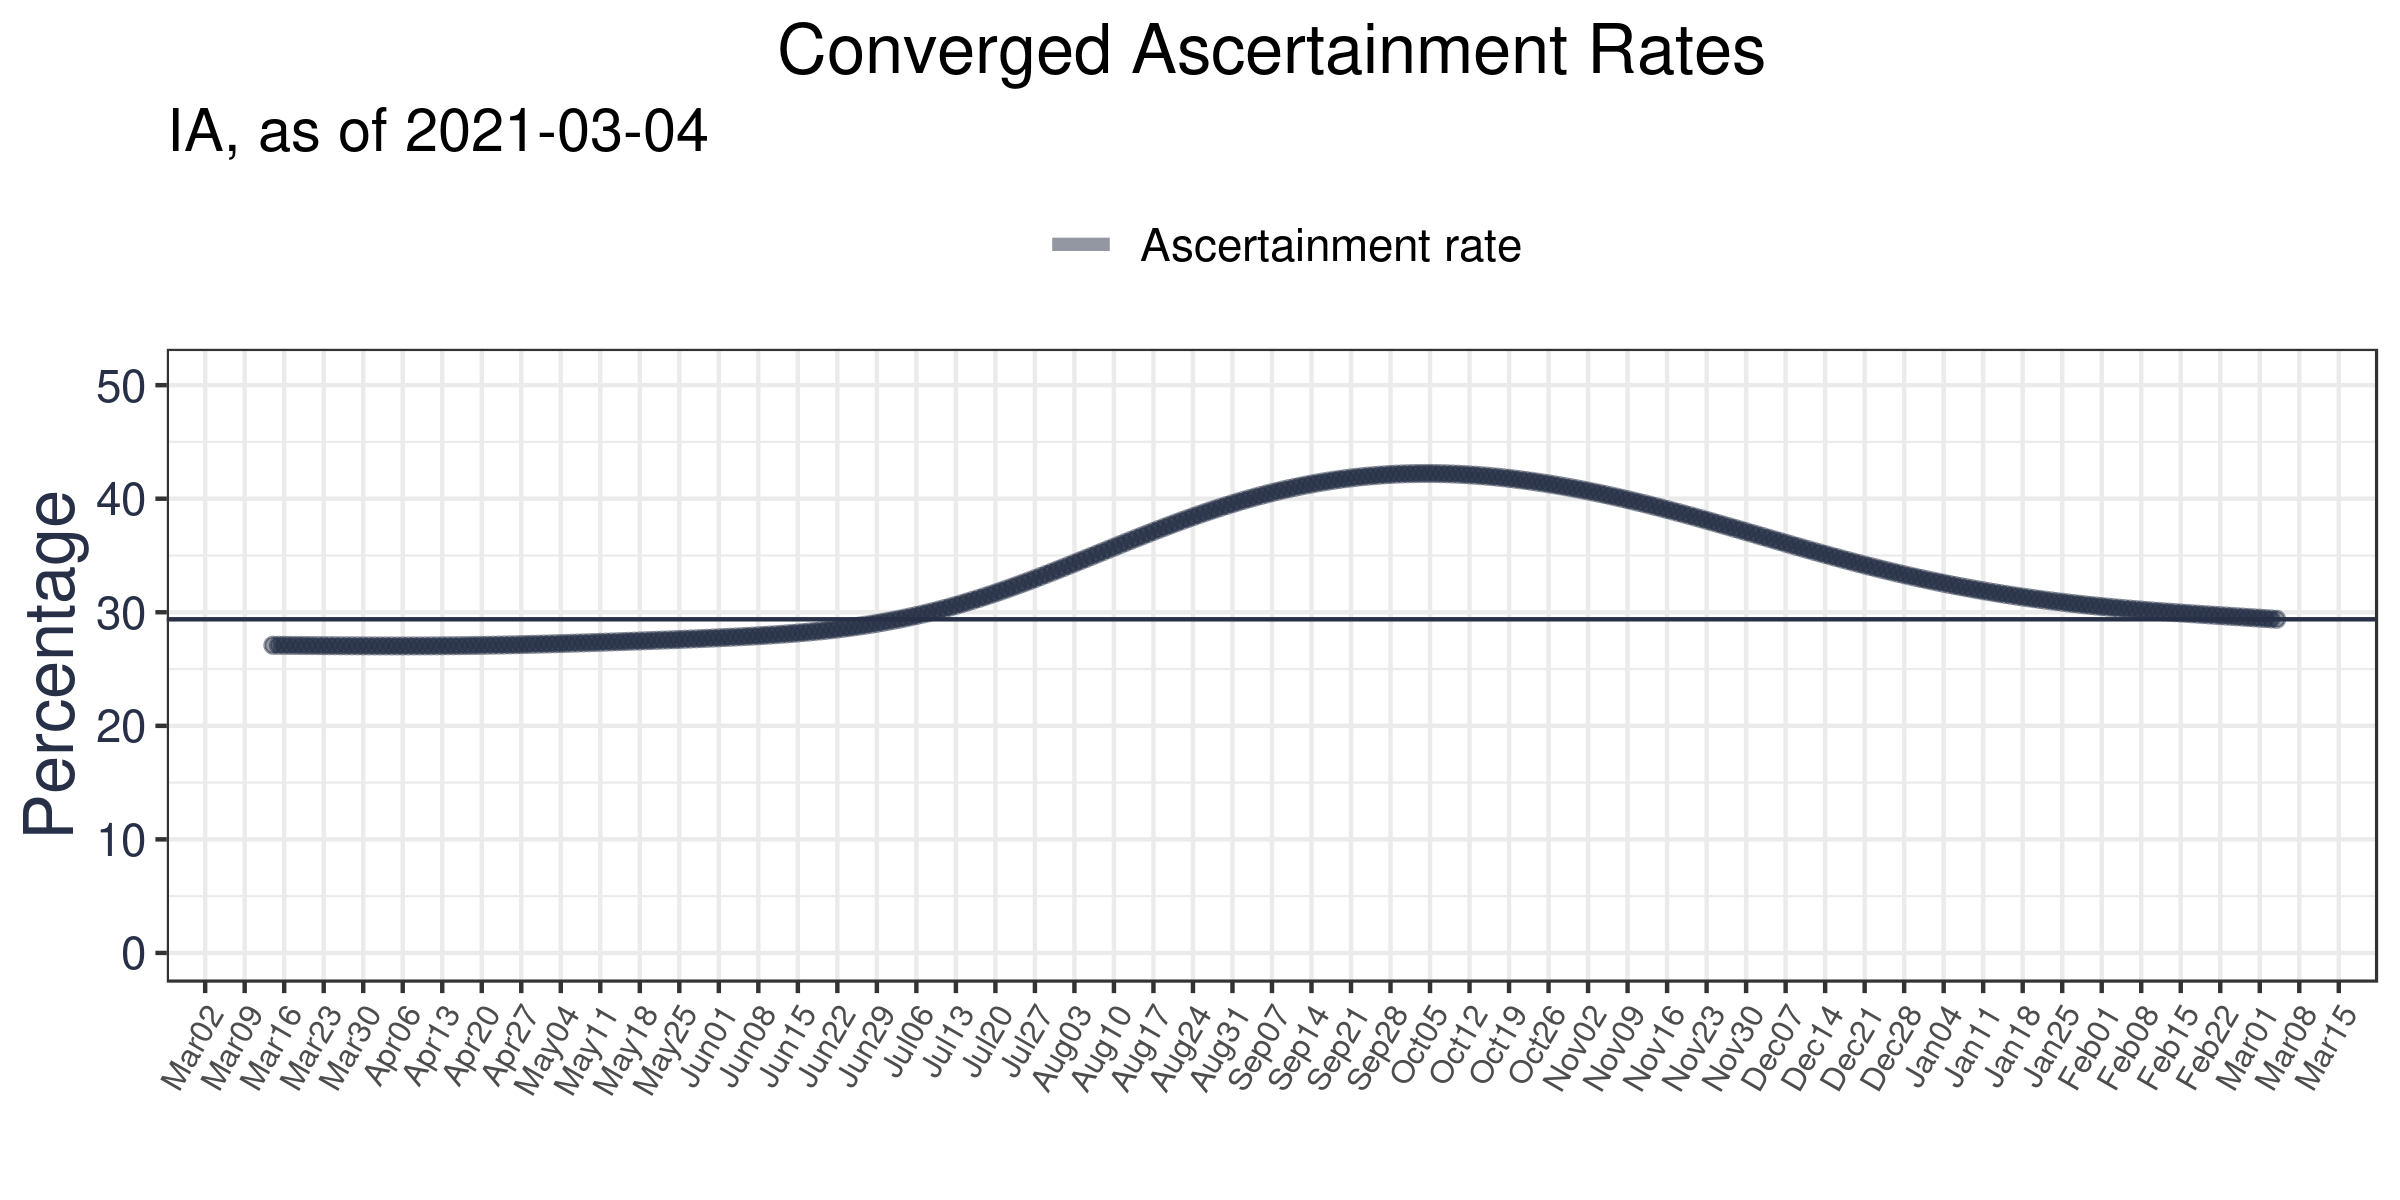 Converged Ascertainment Rates
IA, as of 2021-03-04
Ascertainment rate
Percentage
50
40
30
20
10
0
Mar02
Mar09
Mar16
Mar23
Mar30
Apr06
Apr13
Apr20
Apr27
May04
May11
May18
May25
Jun01
Jun08
Jun15
Jun22
Jun29
Jul06
Jul13
Jul20
Jul27
Aug03
Aug10
Aug17
Aug24
Aug31
Sep07
Sep14
Sep21
Sep28
Oct05
Oct12
Oct19
Oct26
Nov02
Nov09
Nov16
Nov23
Nov30
Dec07
Dec14
Dec21
Dec28
Jan04
Jan11
Jan18
Jan25
Feb01
Feb08
Feb15
Feb22
Mar01
Mar08
Mar15